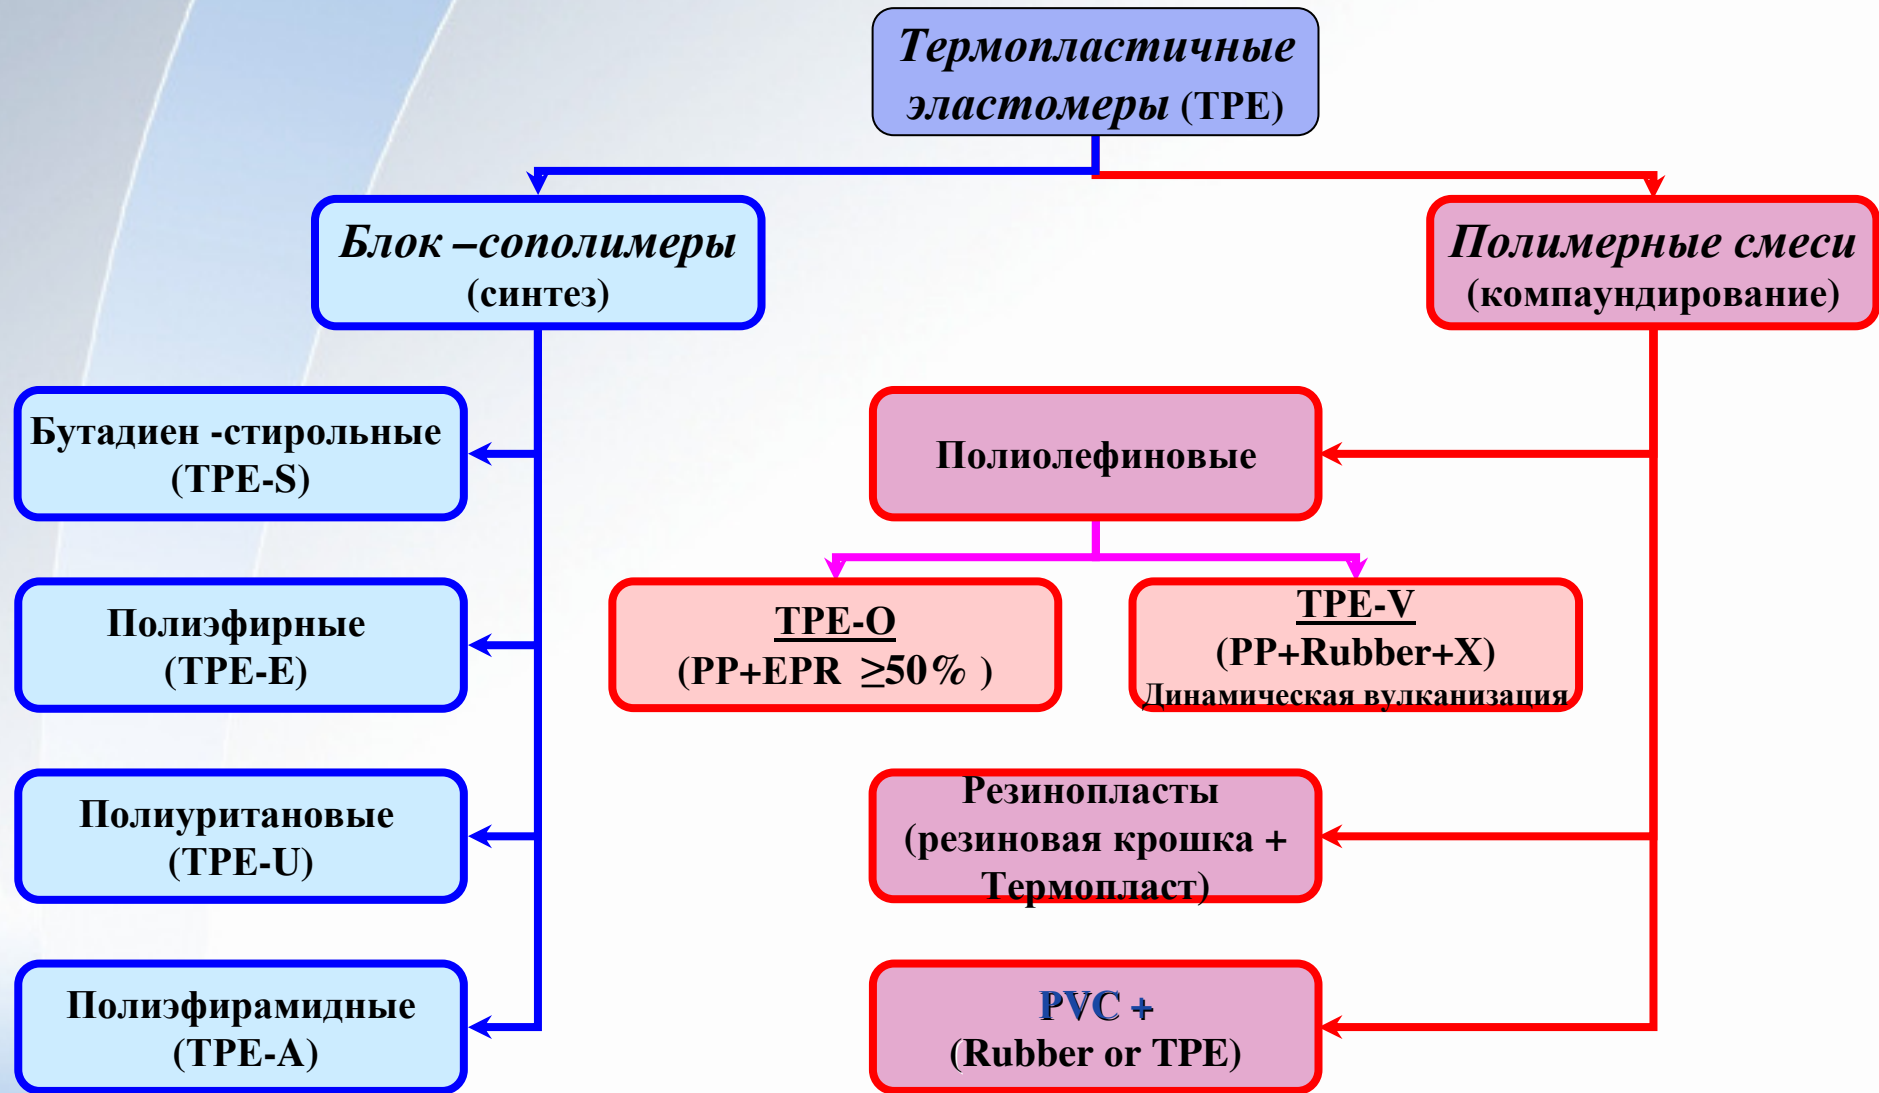 Термопластичные
эластомеры (TPE)
Блок –сополимеры
(синтез)
Полимерные смеси
(компаундирование)
Бутадиен -стирольные
(TPE-S)
Полиолефиновые
Полиэфирные
(TPE-E)
TPE-O
(PP+EPR ≥50% )
TPE-V
(PP+Rubber+X)
Динамическая вулканизация
Полиуритановые
(TPE-U)
Резинопласты
(резиновая крошка +
Термопласт)
Полиэфирамидные
(TPE-A)
PVC +
(Rubber or TPE)